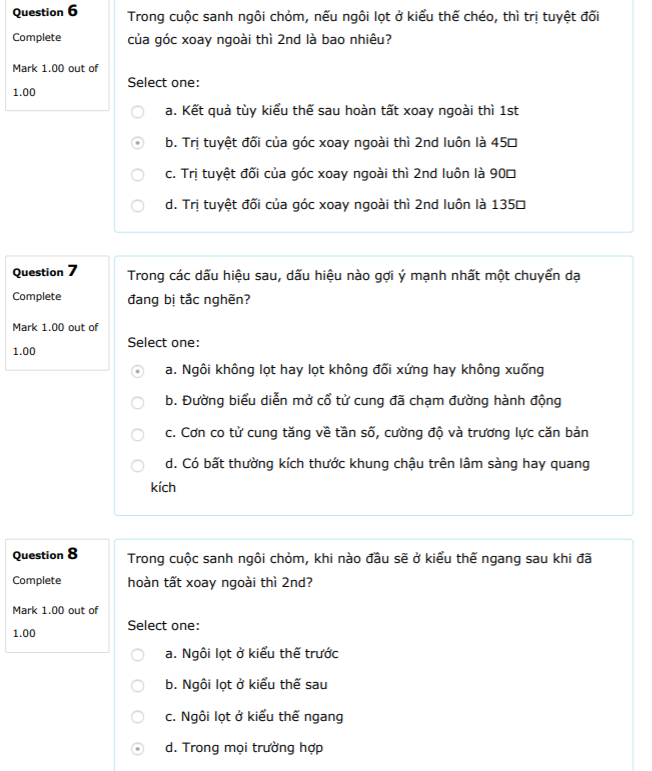 Question 6
Complete
Mark 1.00 out of
1.00
Trong cuộc sanh ngôi chỏm, nếu ngôi lọt ở kiểu thế chéo, thì trị tuyệt đối
của góc xoay ngoài thì 2nd là bao nhiêu?
Select one:
a. Kết quả tùy kiểu thế sau hoàn tất xoay ngoài thì 1st
b. Trị tuyệt đối của góc xoay ngoài thì 2nd luôn là 45□
c. Trị tuyệt đối của góc xoay ngoài thì 2nd luôn là 90□
d. Trị tuyệt đối của góc xoay ngoài thì 2nd luôn là 135□
Question 7
Complete
Mark 1.00 out of
1.00
Trong các dấu hiệu sau, dấu hiệu nào gợi ý mạnh nhất một chuyển dạ
đang bị tắc nghẽn?
Select one:
a. Ngôi không lọt hay lọt không đối xứng hay không xuống
b. Đường biểu diễn mở cổ tử cung đã chạm đường hành động
c. Cơn co tử cung tăng về tần số, cường độ và trương lực căn bản
d. Có bất thường kích thước khung chậu trên lâm sàng hay quang
kích
Question 8
Complete
Mark 1.00 out of
1.00
Trong cuộc sanh ngôi chỏm, khi nào đầu sẽ ở kiểu thế ngang sau khi đã
hoàn tất xoay ngoài thì 2nd?
Select one:
a. Ngôi lọt ở kiểu thế trước
b. Ngôi lọt ở kiểu thế sau
c. Ngôi lọt ở kiểu thế ngang
d. Trong mọi trường hợp